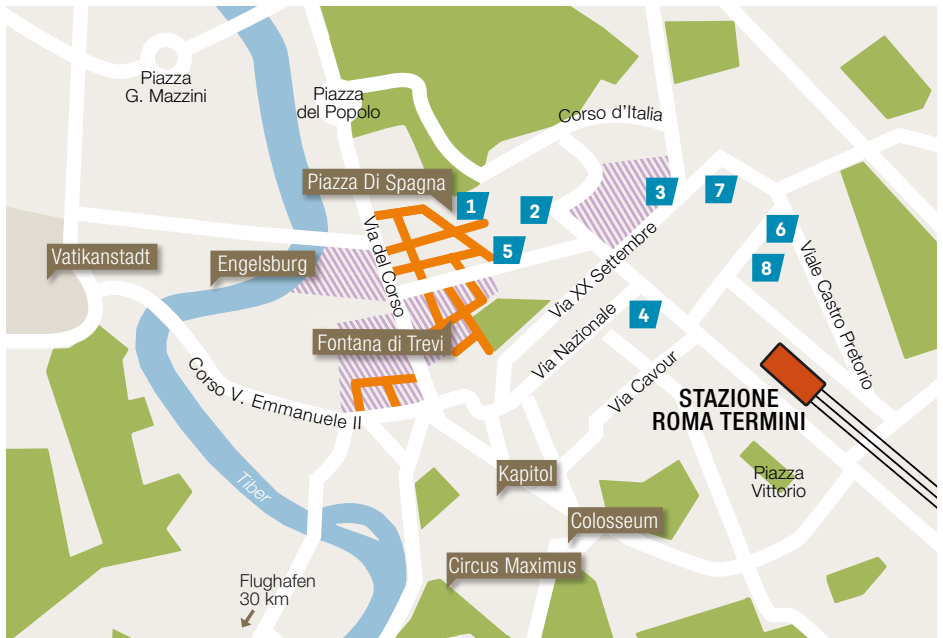 Piazza
G. Mazzini
Piazza
del Popolo
Corso d'Italia
Piazza Di Spagna
1
2
3
7
Via del Corso
5
6
Vatikanstadt
Engelsburg
8
Via XX Settembre
Viale Castro Pretorio
4
Fontana di Trevi
Via Nazionale
Via Cavour
Corso V. Emmanuele II
STAZIONE
ROMA TERMINI
Tiber
Kapitol
Piazza
Vittorio
Colosseum
Circus Maximus
Flughafen
30 km